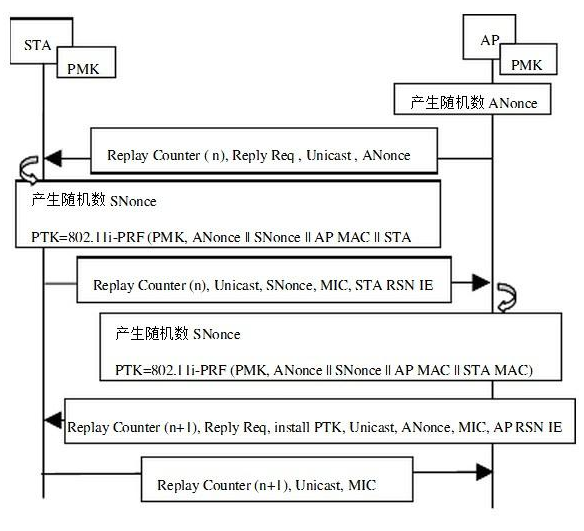 STA
PMK
AP
PMK
产生随机数 ANonce
Replay Counter ( n), Reply Req , Unicast , ANonce
产生随机数 SNonce
PTK=802.11i-PRF (PMK, ANonce || SNonce || AP MAC || STA
Replay Counter (n), Unicast, SNonce, MIC, STA RSN IE
产生随机数 SNonce
PTK=802.11i-PRF (PMK, ANonce || SNonce || AP MAC || STA MAC)
Replay Counter (n+1), Reply Req, install PTK, Unicast, ANonce, MIC, AP RSN IE
Replay Counter (n+1), Unicast, MIC